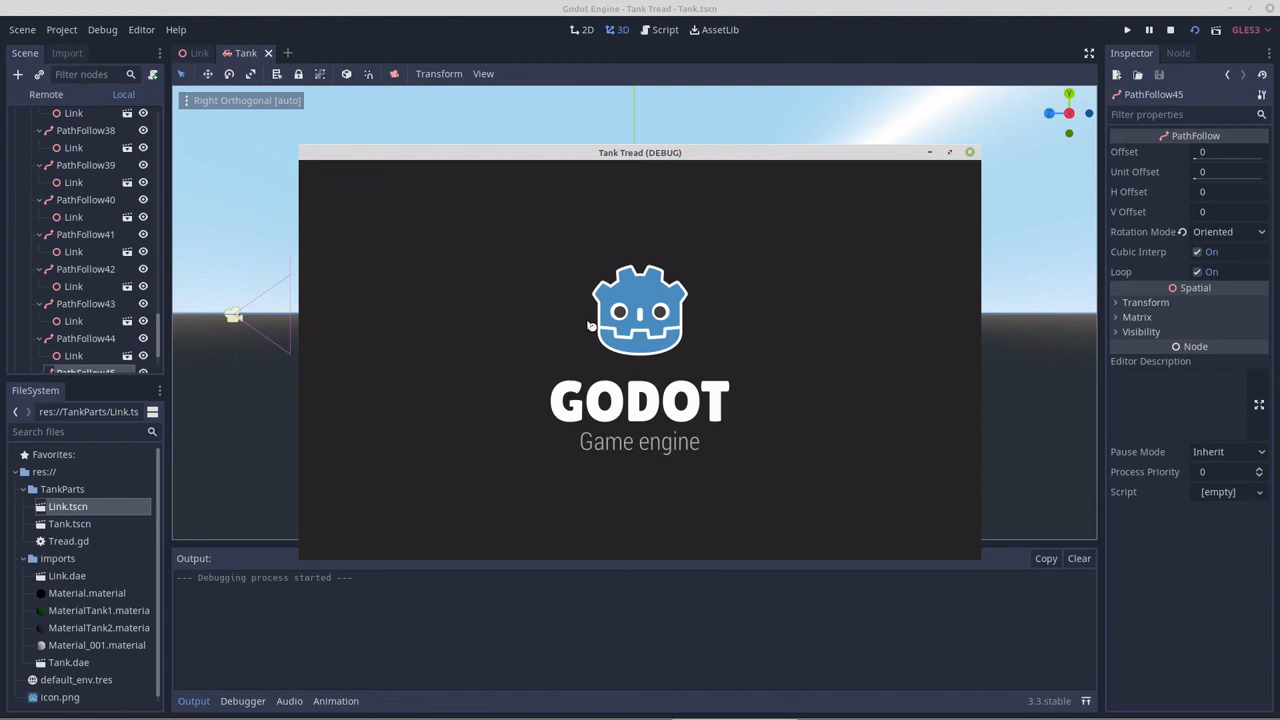 Godot Engine - Tank Tread - Tank.tscn
Scene Project Debug Editor Help
2D 3D Script AssetLib
GLES3
Scene Import
Link Tank
Inspector Node
Filter nodes
Transform View
Remote Local
PathFollow45
Right Orthogonal [auto]
Y
Z
X
Filter properties
Link
PathFollow38
Link
PathFollow39
Link
PathFollow40
Link
PathFollow41
Link
PathFollow42
Link
PathFollow43
Link
PathFollow44
Link
PathFollow45
Tank Tread (DEBUG)
GODOT
Game engine
PathFollow
Offset 0
Unit Offset 0
H Offset 0
V Offset 0
Rotation Mode Oriented
Cubic Interp On
Loop On
Spatial
Transform
Matrix
Visibility
Node
Editor Description
Pause Mode Inherit
Process Priority 0
Script [empty]
FileSystem
res://TankParts/Link.ts
Search files
Favorites:
res://
TankParts
Link.tscn
Tank.tscn
Tread.gd
Imports
Link.dae
Material.material
MaterialTank1.materia
MaterialTank2.materia
Material_001.material
Tank.dae
default_env.tres
icon.png
Output: Copy Clear
--- Debugging process started ---
Output Debugger Audio Animation
3.3.stable